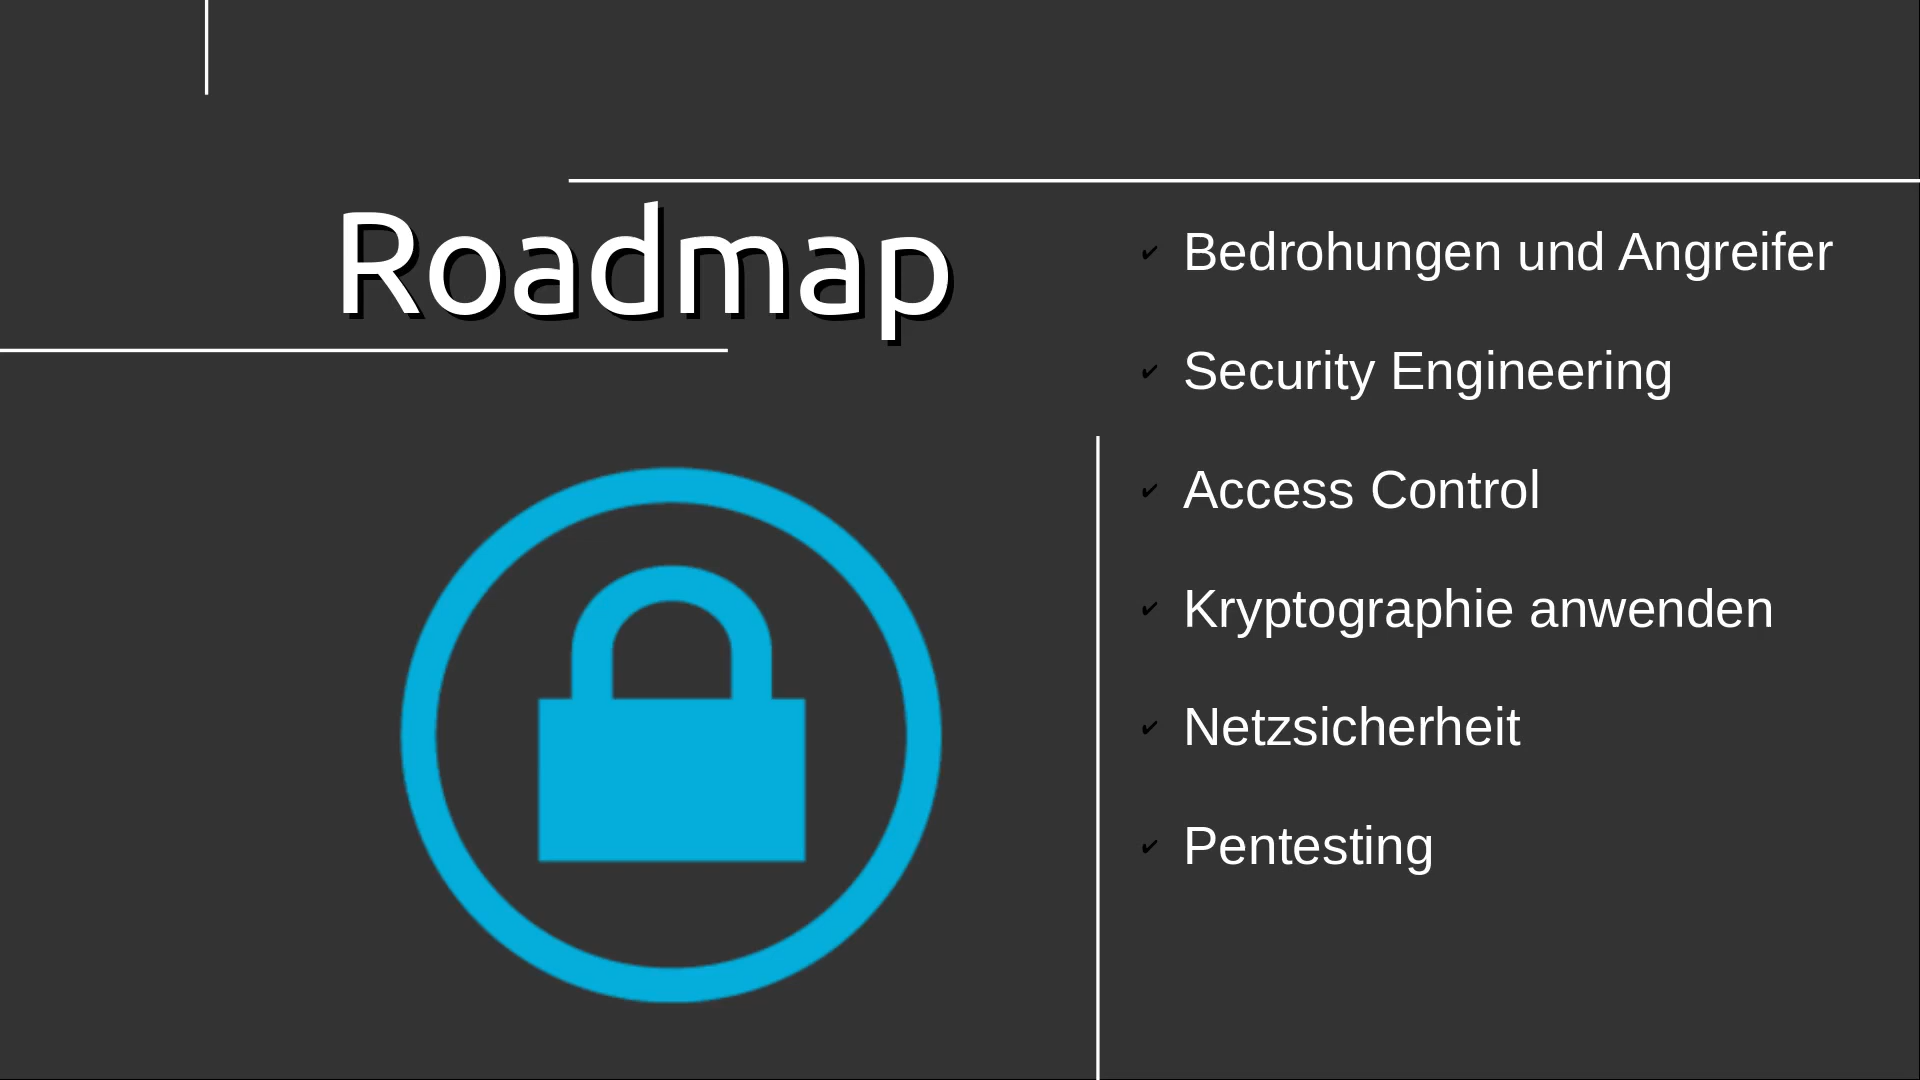 Roadmap
✔ Bedrohungen und Angreifer
✔ Security Engineering
✔ Access Control
✔ Kryptographie anwenden
✔ Netzsicherheit
✔ Pentesting